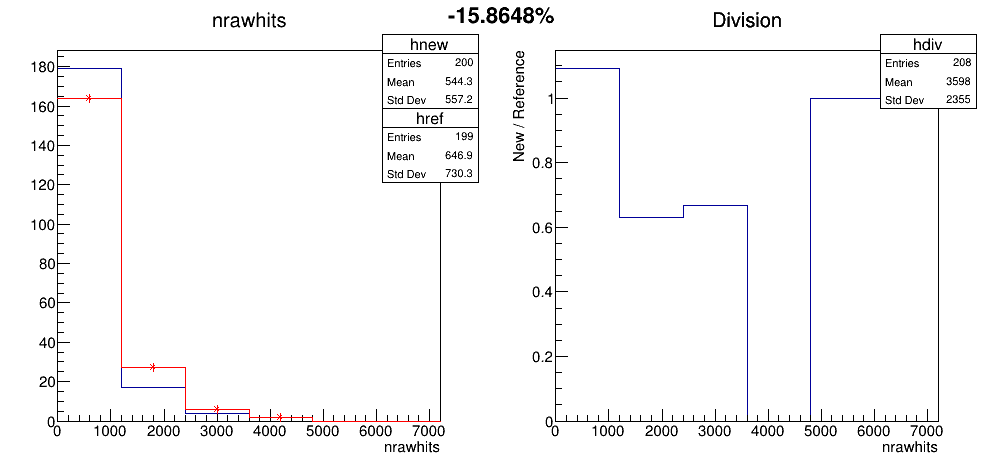 -15.8648%
nrawhits
hnew
Entries 200
Mean 544.3
Std Dev 557.2
href
Entries 199
Mean 646.9
Std Dev 730.3
180
160
140
120
100
80
60
40
20
0
0 1000 2000 3000 4000 5000 6000 7000
nrawhits
Division
hdiv
Entries 208
Mean 3598
Std Dev 2355
New / Reference
1
0.8
0.6
0.4
0.2
0
0 1000 2000 3000 4000 5000 6000 7000
nrawhits